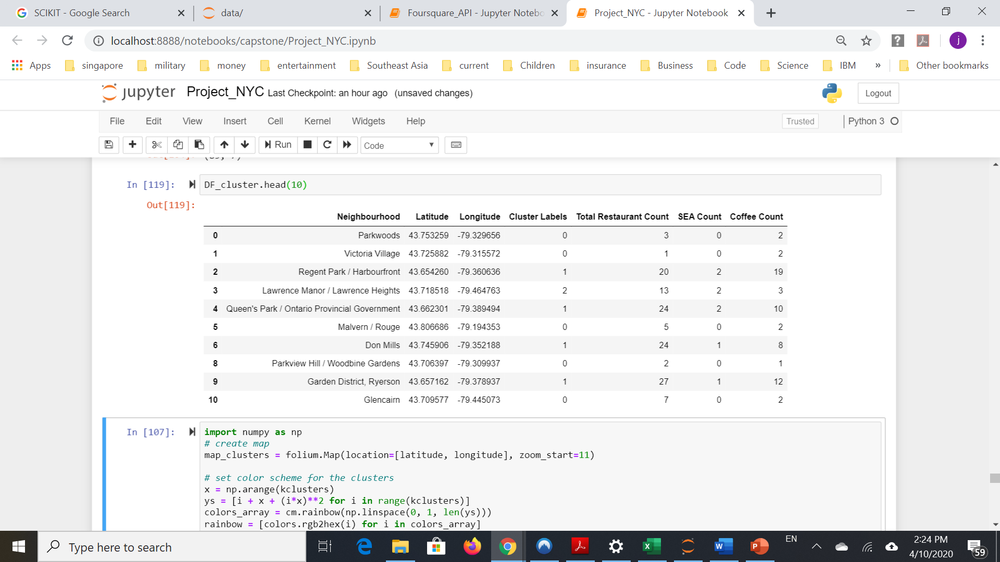 SCIKIT - Google Search
data/
Foursquare_API - Jupyter Notebo
Project_NYC - Jupyter Notebook
localhost:8888/notebooks/capstone/Project_NYC.ipynb
j
Apps singapore military money entertainment Southeast Asia current Children insurance Business Code Science IBM » Other bookmarks
jupyter Project_NYC Last Checkpoint: an hour ago (unsaved changes)
Logout
File Edit View Insert Cell Kernel Widgets Help Trusted Python 3
Run Code
In [119]: DF_cluster.head(10)
Out[119]:
Neighbourhood Latitude Longitude Cluster Labels Total Restaurant Count SEA Count Coffee Count
0 Parkwoods 43.753259 -79.329656 0 3 0 2
1 Victoria Village 43.725882 -79.315572 0 1 0 2
2 Regent Park / Harbourfront 43.654260 -79.360636 1 20 2 19
3 Lawrence Manor / Lawrence Heights 43.718518 -79.464763 2 13 2 3
4 Queen's Park / Ontario Provincial Government 43.662301 -79.389494 1 24 2 10
5 Malvern / Rouge 43.806686 -79.194353 0 5 0 2
6 Don Mills 43.745906 -79.352188 1 24 1 8
8 Parkview Hill / Woodbine Gardens 43.706397 -79.309937 0 2 0 1
9 Garden District, Ryerson 43.657162 -79.378937 1 27 1 12
10 Glencairn 43.709577 -79.445073 0 7 0 2
In [107]: import numpy as np
# create map
map_clusters = folium.Map(location=[latitude, longitude], zoom_start=11)
# set color scheme for the clusters
x = np.arange(kclusters)
ys = [i + x + (i*x)**2 for i in range(kclusters)]
colors_array = cm.rainbow(np.linspace(0, 1, len(ys)))
rainbow = [colors.rgb2hex(i) for i in colors_array]
Type here to search
EN
2:24 PM
4/10/2020
59